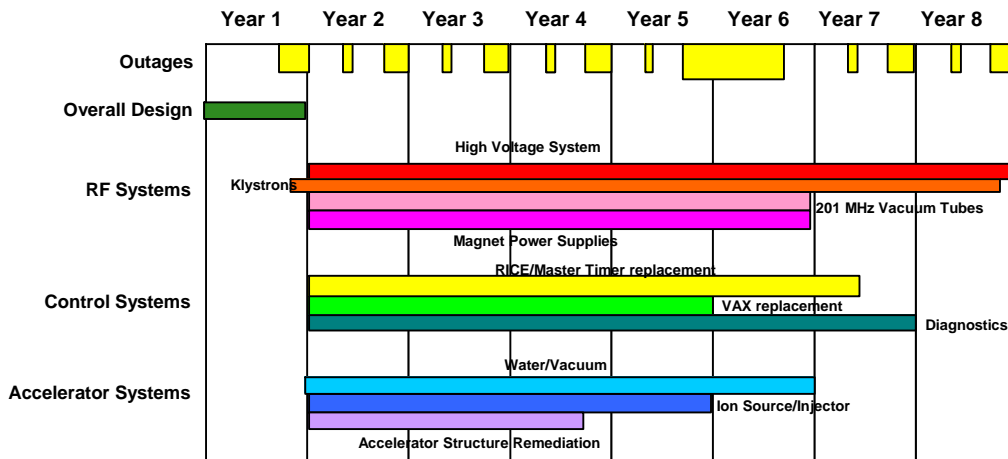 Year 1 Year 2 Year 3 Year 4 Year 5 Year 6 Year 7 Year 8
Outages
Overall Design
High Voltage System
RF Systems
Klystrons
201 MHz Vacuum Tubes
Magnet Power Supplies
RICE/Master Timer replacement
Control Systems
VAX replacement
Diagnostics
Water/Vacuum
Accelerator Systems
Ion Source/Injector
Accelerator Structure Remediation